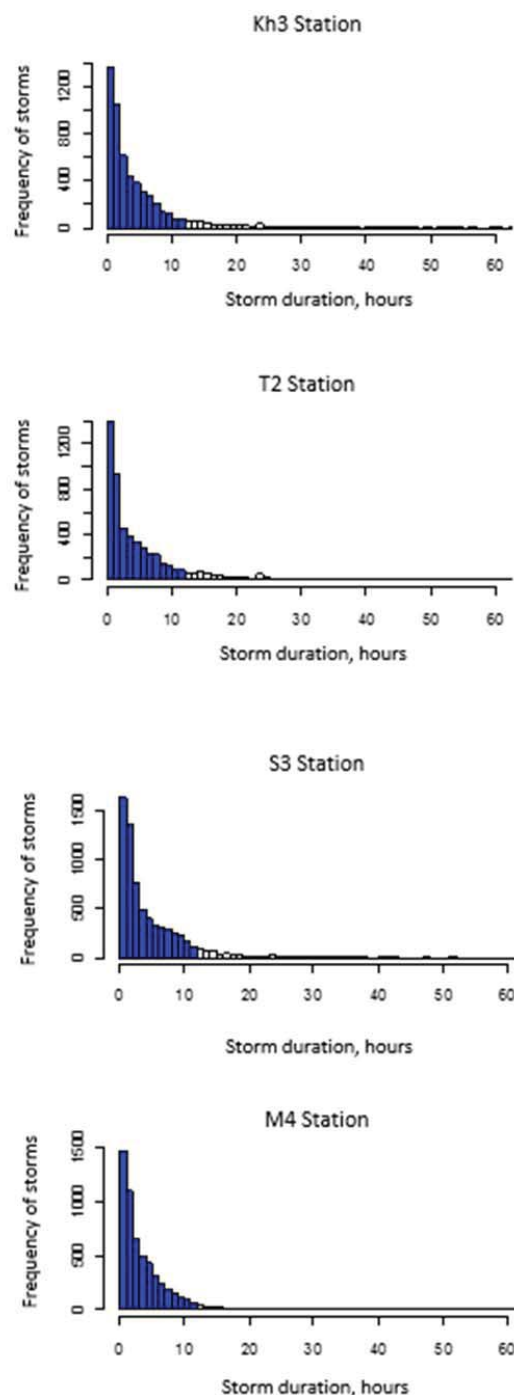 Kh3 Station
Frequency of storms
0 400 800 1200
0 10 20 30 40 50 60
Storm duration, hours
T2 Station
Frequency of storms
0 400 800 1200
0 10 20 30 40 50 60
Storm duration, hours
S3 Station
Frequency of storms
0 500 1000 1500
0 10 20 30 40 50 60
Storm duration, hours
M4 Station
Frequency of storms
0 500 1000 1500
0 10 20 30 40 50 60
Storm duration, hours